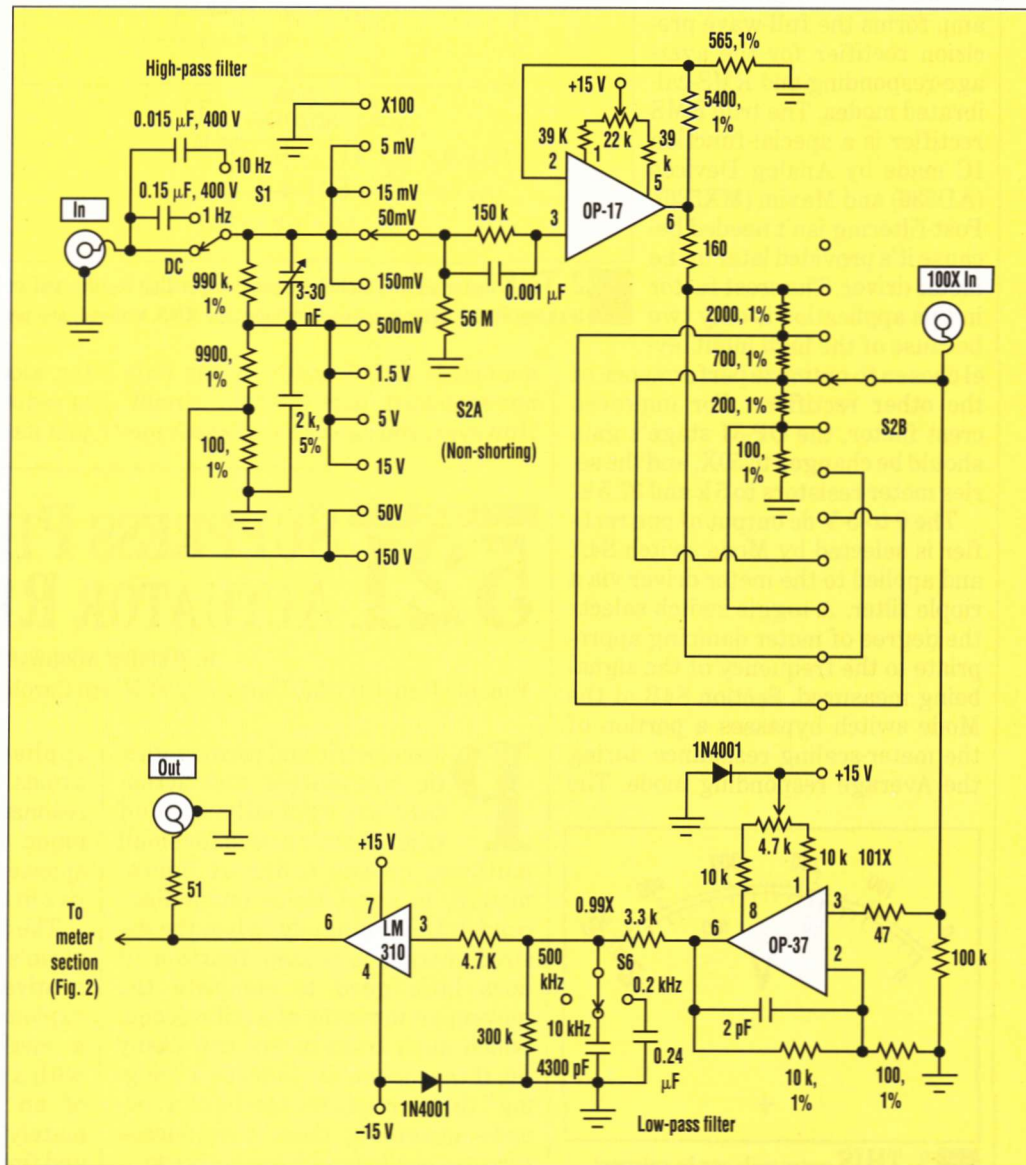 High-pass filter
0.015 µF, 400 V
10 Hz
0.15 µF, 400 V
S1
1 Hz
In
DC
990 k,
1%
9900,
1%
100,
1%
3-30
nF
2 k,
5%
X100
5 mV
15 mV
50mV
150mV
500mV
1.5 V
5 V
15 V
50V
150 V
S2A
(Non-shorting)
150 k
0.001 µF
56 M
+15 V
39 K
22 k
39
k
2
1
5
3
OP-17
6
565,1%
5400,
1%
160
2000, 1%
700, 1%
200, 1%
100,
1%
S2B
100X In
1N4001
+15 V
4.7 k
10 k
10 k
101X
8
1
3
OP-37
6
2
47
100 k
2 pF
10 k,
1%
100,
1%
0.99X
3.3 k
S6
500
kHz
10 kHz
0.2 kHz
4300 pF
0.24
µF
Low-pass filter
4.7 K
300 k
1N4001
-15 V
+15 V
7
LM
310
3
4
6
Out
51
To
meter
section
(Fig. 2)